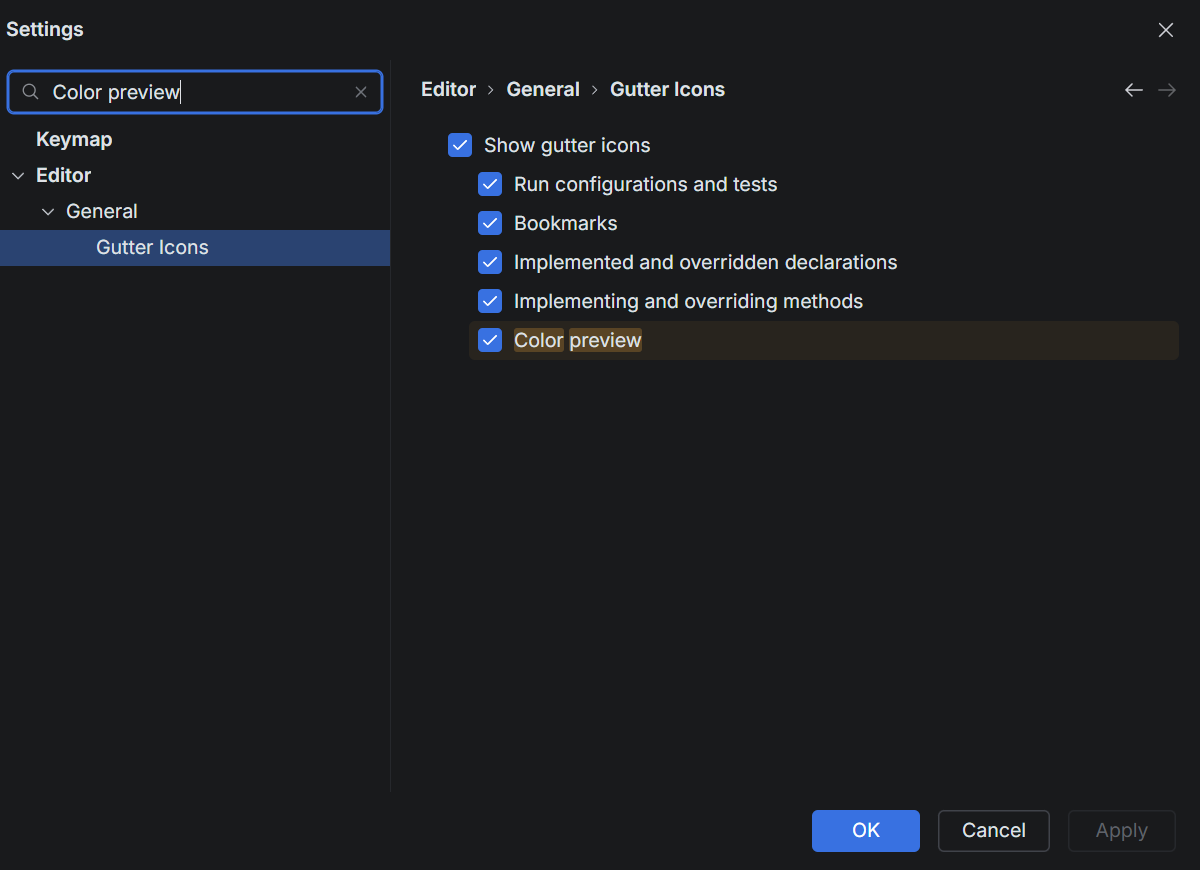 Settings
Color preview
Keymap
Editor
General
Gutter Icons
Editor › General › Gutter Icons
Show gutter icons
Run configurations and tests
Bookmarks
Implemented and overridden declarations
Implementing and overriding methods
Color preview
OK Cancel Apply